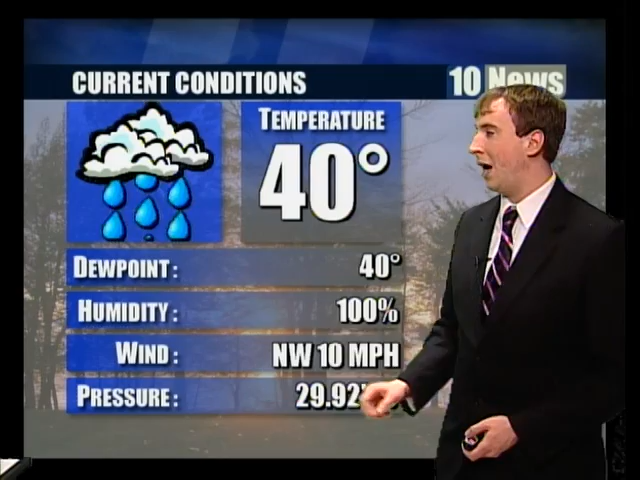 CURRENT CONDITIONS
10 News
TEMPERATURE
40°
DEWPOINT: 40°
HUMIDITY: 100%
WIND: NW 10 MPH
PRESSURE: 29.92"